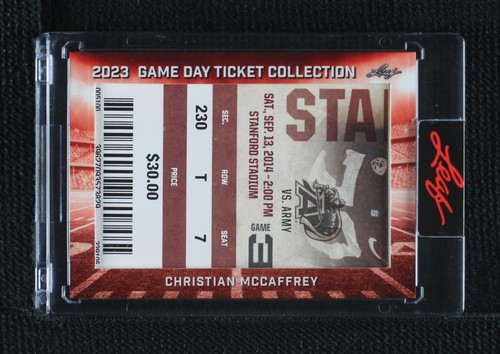 2023 GAME DAY TICKET COLLECTION
Leaf
STA
SAT., SEP. 13, 2014 - 2:00 PM
STANFORD STADIUM
VS. ARMY
GAME
3
SEC.
ROW
SEAT
230
T
7
PRICE
$30.00
CHRISTIAN MCCAFFREY
Leaf